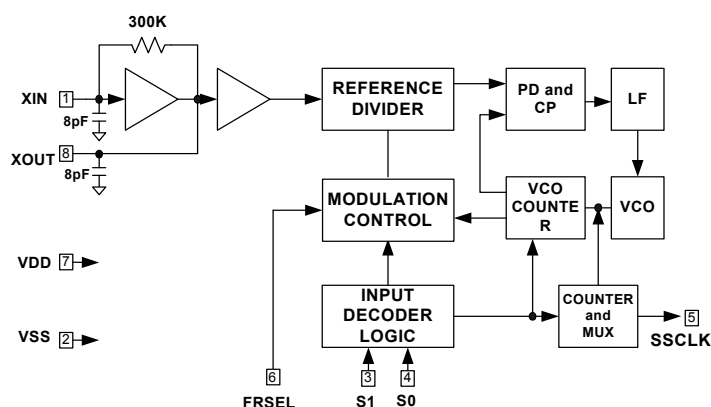 300K
XIN 1
8pF
XOUT 8
8pF
REFERENCE
DIVIDER
PD and
CP
LF
MODULATION
CONTROL
VCO
COUNTE
R
VCO
VDD 7
VSS 2
INPUT
DECODER
LOGIC
COUNTER
and
MUX
5
SSCLK
6
FRSEL
3
S1
4
S0